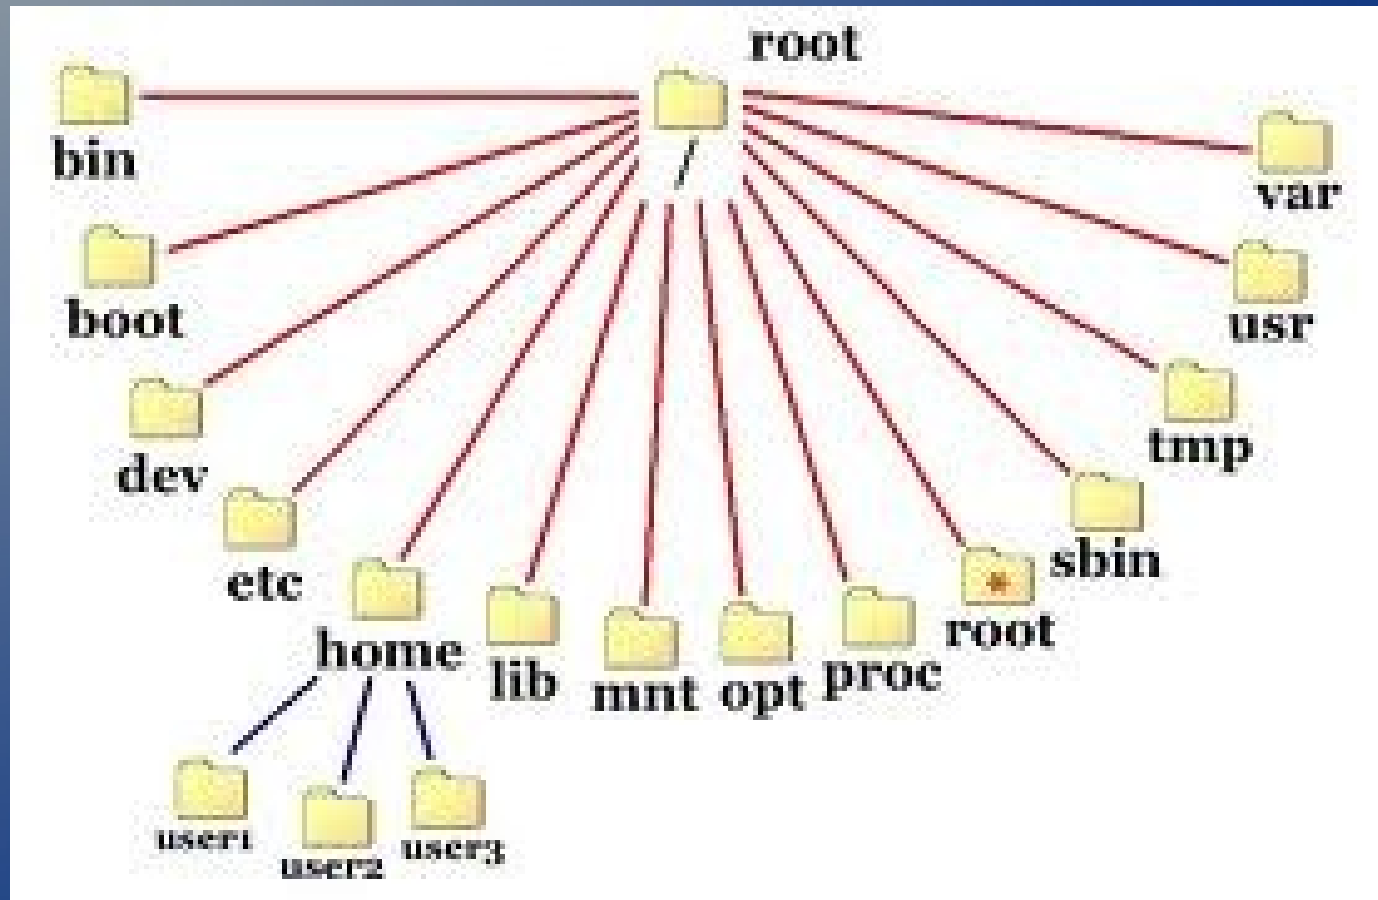 root
/
bin
var
boot
usr
dev
tmp
etc
sbin
home
lib
mnt
opt
proc
root
user1
user2
user3